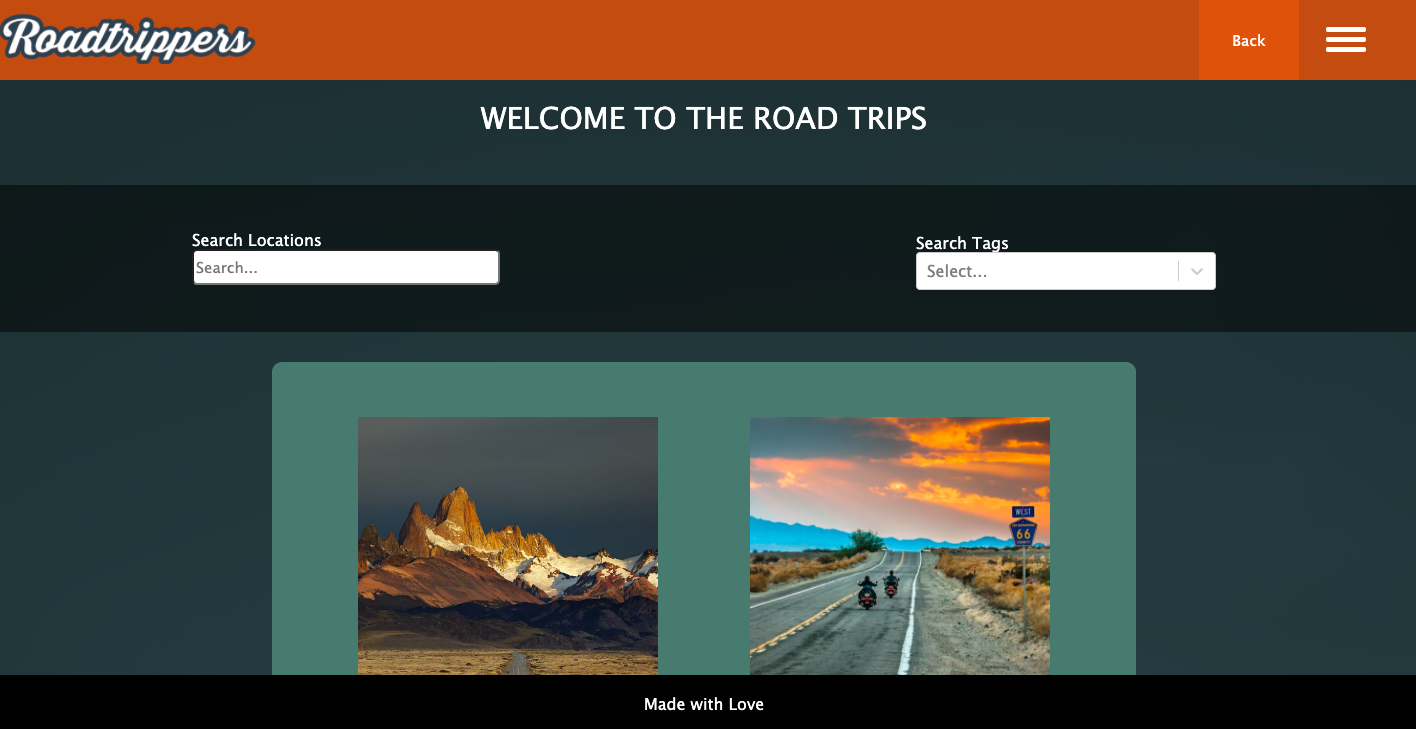 Roadtrippers
Back
WELCOME TO THE ROAD TRIPS
Search Locations
Search...
Search Tags
Select...
WEST
66
Made with Love